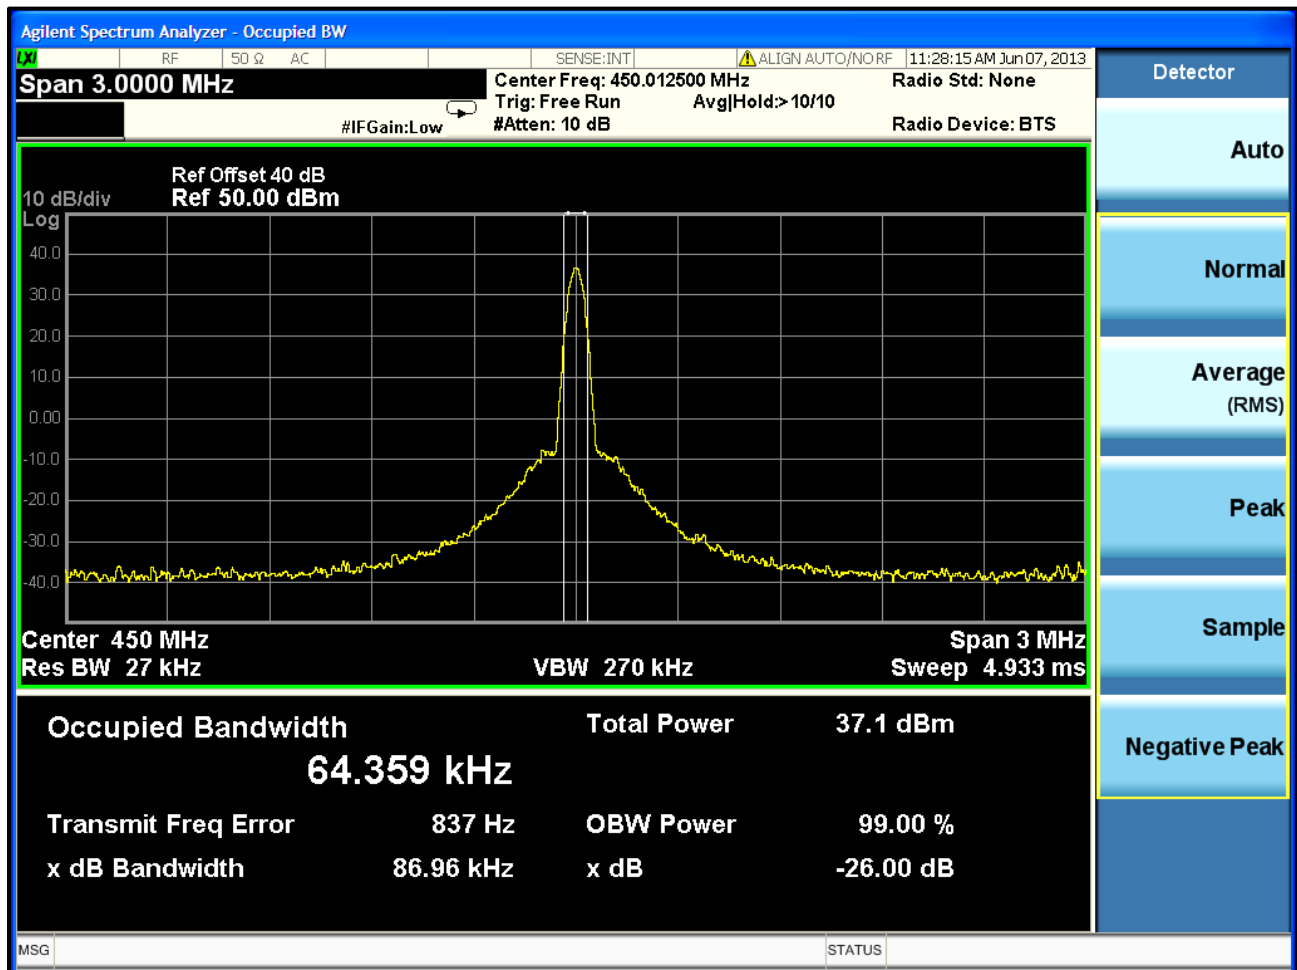 Agilent Spectrum Analyzer - Occupied BW
LXI RF 50 Ω AC SENSE:INT ALIGN AUTO/NO RF 11:28:15 AM Jun 07, 2013
Span 3.0000 MHz
Center Freq: 450.012500 MHz
Radio Std: None
Trig: Free Run
Avg|Hold:> 10/10
#IFGain:Low
#Atten: 10 dB
Radio Device: BTS
Ref Offset 40 dB
10 dB/div
Ref 50.00 dBm
Log
40.0
30.0
20.0
10.0
0.00
-10.0
-20.0
-30.0
-40.0
Center 450 MHz
Span 3 MHz
Res BW 27 kHz
VBW 270 kHz
Sweep 4.933 ms
Occupied Bandwidth
64.359 kHz
Total Power 37.1 dBm
Transmit Freq Error 837 Hz
OBW Power 99.00 %
x dB Bandwidth 86.96 kHz
x dB -26.00 dB
MSG
STATUS
Detector
Auto
Normal
Average
(RMS)
Peak
Sample
Negative Peak